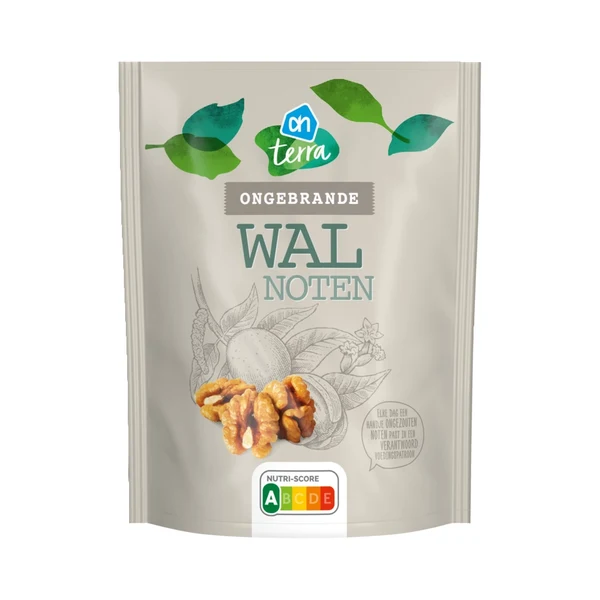 ah
terra
ONGEBRANDE
WAL
NOTEN
ELKE DAG EEN
HANDJE ONGEZOUTEN
NOTEN PAST IN EEN
VERANTWOORD
VOEDINGSPATROON
NUTRI-SCORE
A B C D E